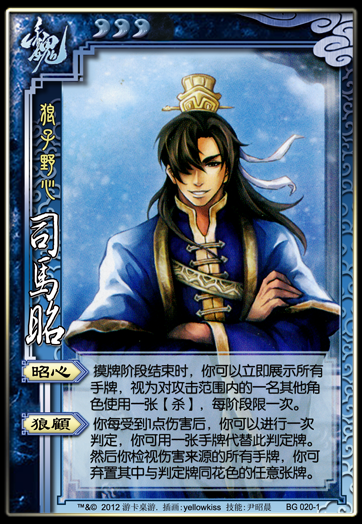 魏
狼子野心
司馬昭
昭心
摸牌阶段结束时，你可以立即展示所有
手牌，视为对攻击范围内的一名其他角
色使用一张【杀】，每阶段限一次。
狼顧
你每受到1点伤害后，你可以进行一次
判定，你可用一张手牌代替此判定牌。
然后你检视伤害来源的所有手牌，你可
弃置其中与判定牌同花色的任意张牌。
™&© 2012 游卡桌游．插画：yellowkiss 技能：尹昭晨
BG 020-1